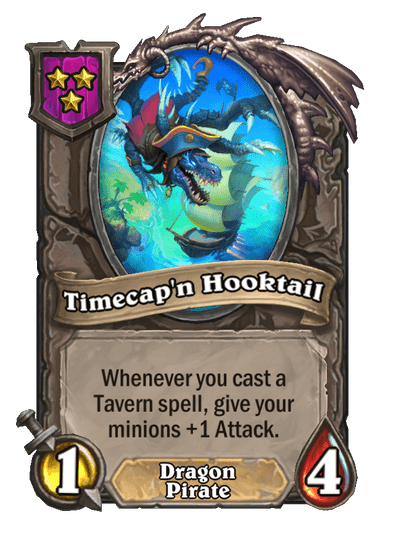 Timecap'n Hooktail
Whenever you cast a
Tavern spell, give your
minions +1 Attack.
1
Dragon
Pirate
4